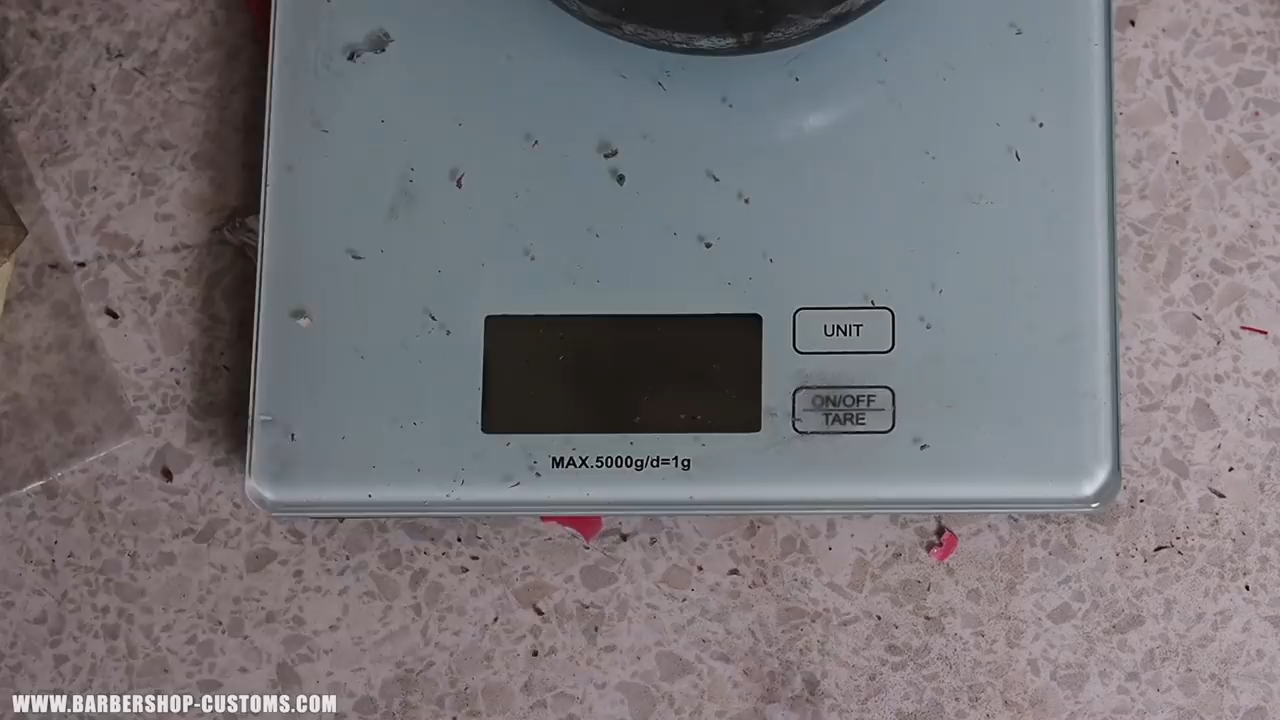 UNIT
ON/OFF
TARE
MAX.5000g/d=1g
WWW.BARBERSHOP-CUSTOMS.COM